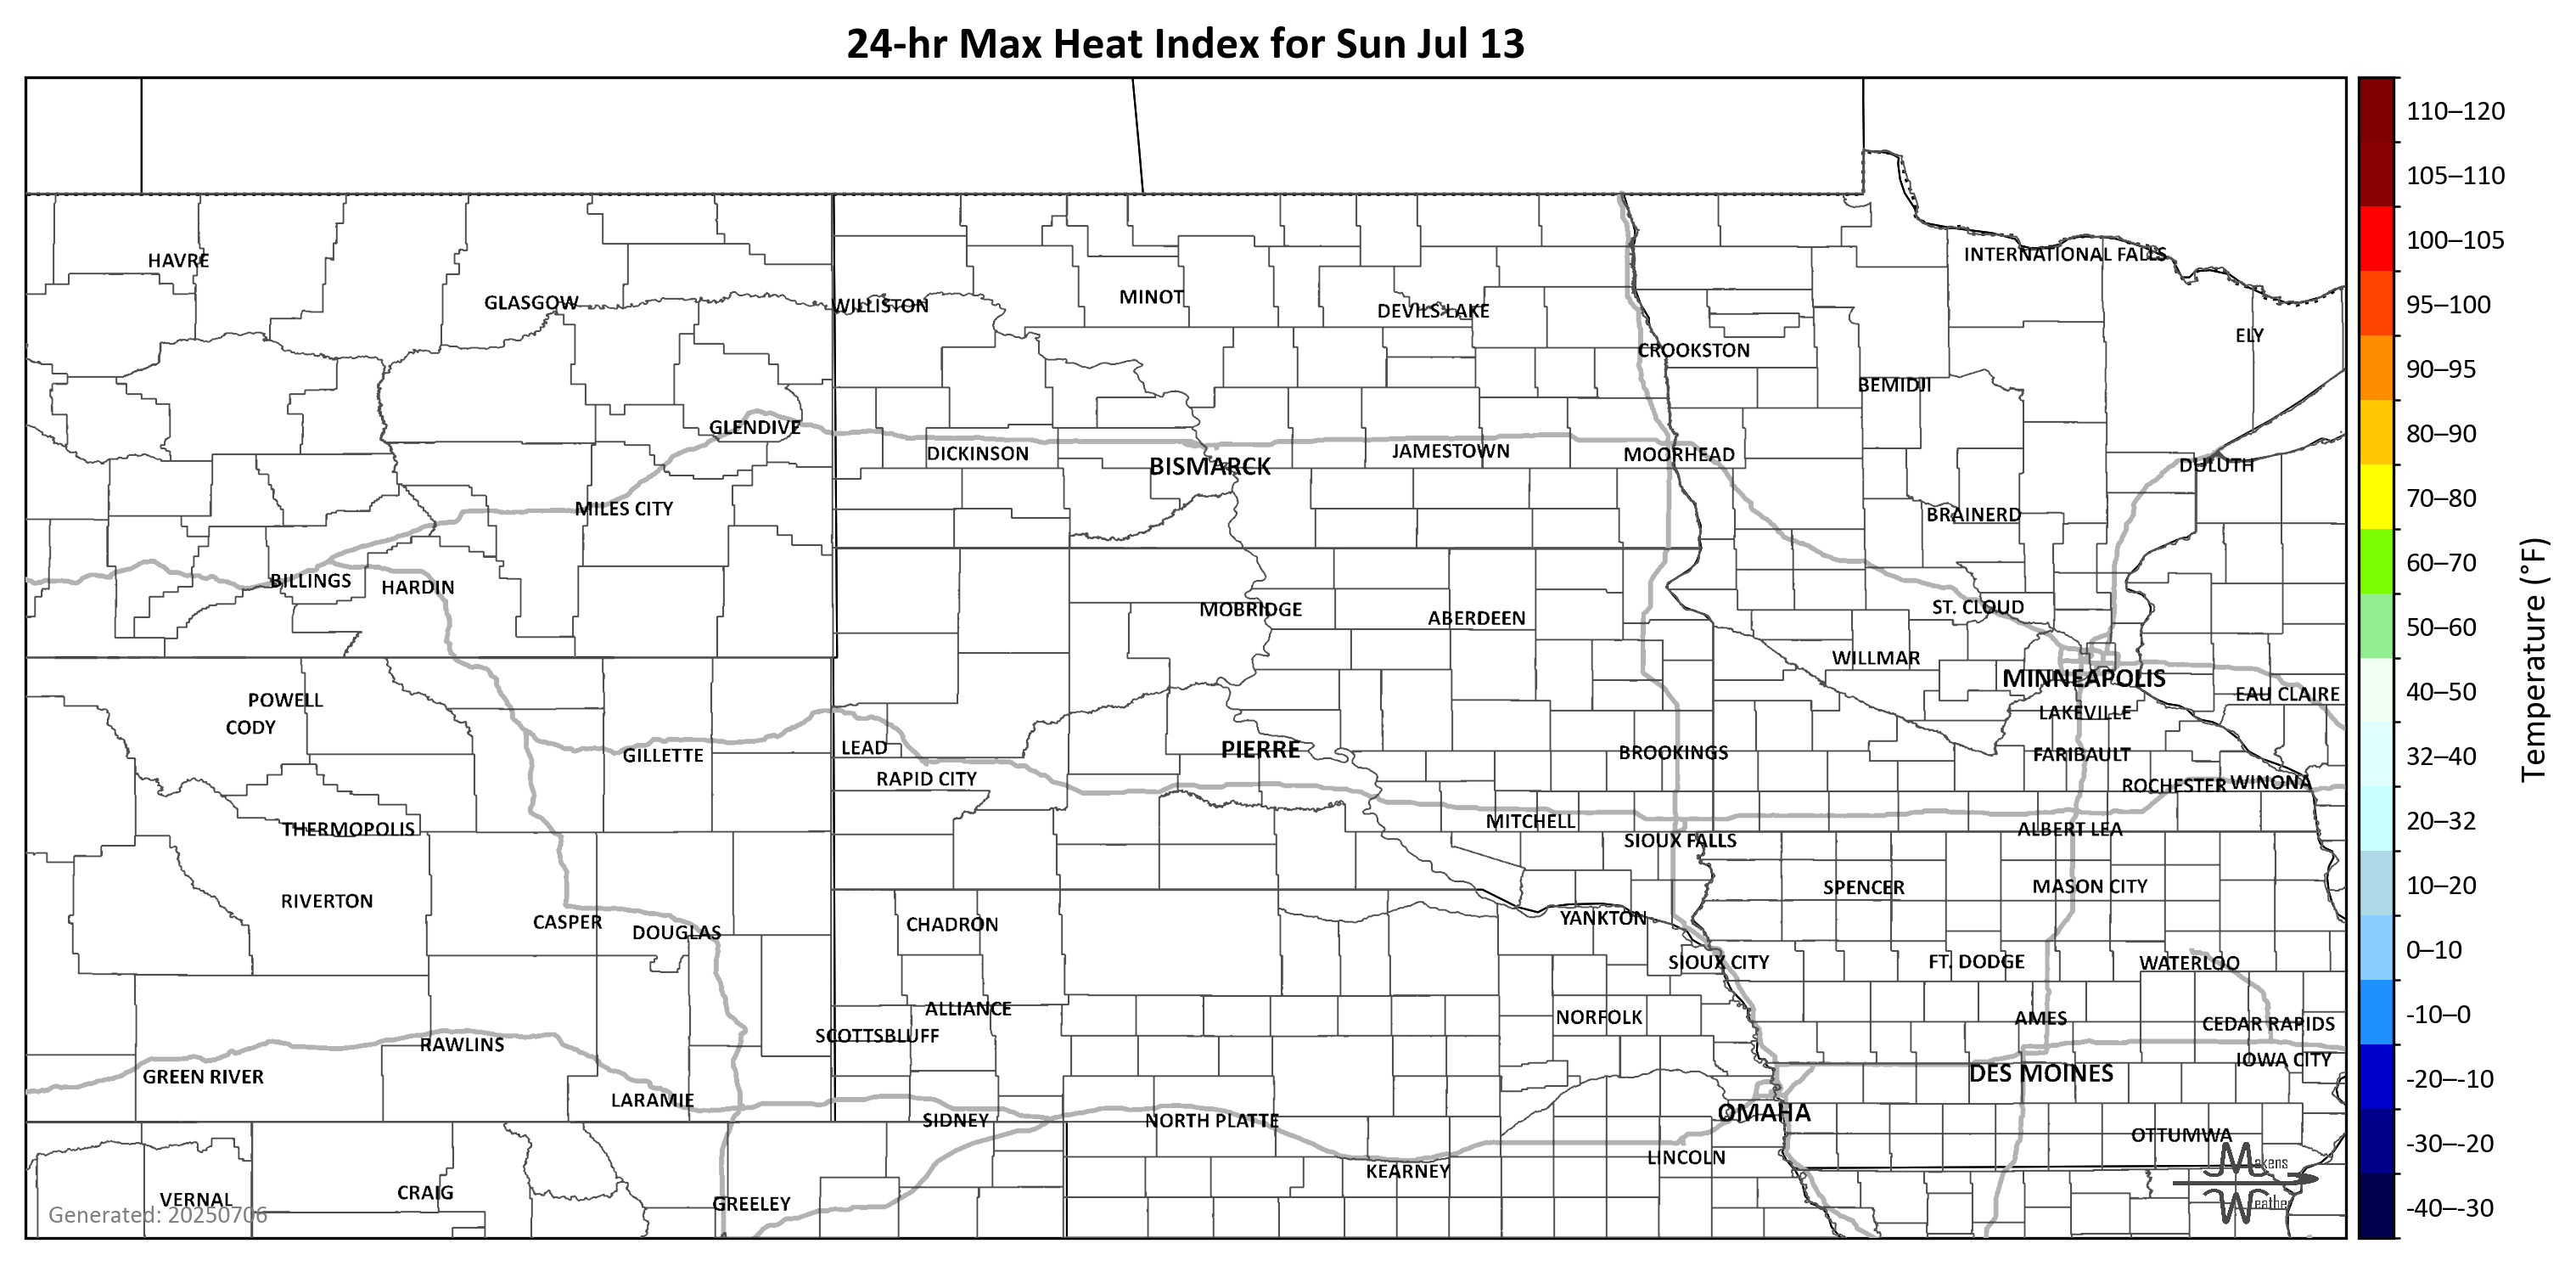 24-hr Max Heat Index for Sun Jul 13
HAVRE
GLASGOW
WILLISTON
MINOT
DEVILS LAKE
INTERNATIONAL FALLS
ELY
CROOKSTON
BEMIDJI
GLENDIVE
DICKINSON
BISMARCK
JAMESTOWN
MOORHEAD
DULUTH
MILES CITY
BRAINERD
BILLINGS
HARDIN
MOBRIDGE
ABERDEEN
ST. CLOUD
WILLMAR
MINNEAPOLIS
EAU CLAIRE
POWELL
CODY
LAKEVILLE
GILLETTE
LEAD
RAPID CITY
PIERRE
BROOKINGS
FARIBAULT
ROCHESTER
WINONA
THERMOPOLIS
MITCHELL
SIOUX FALLS
ALBERT LEA
RIVERTON
CASPER
DOUGLAS
CHADRON
YANKTON
SPENCER
MASON CITY
SIOUX CITY
FT. DODGE
WATERLOO
ALLIANCE
SCOTTSBLUFF
NORFOLK
AMES
CEDAR RAPIDS
RAWLINS
GREEN RIVER
IOWA CITY
DES MOINES
LARAMIE
SIDNEY
NORTH PLATTE
OMAHA
OTTUMWA
KEARNEY
LINCOLN
VERNAL
CRAIG
GREELEY
Generated: 20250706
Makens
Weather
110–120
105–110
100–105
95–100
90–95
80–90
70–80
60–70
50–60
40–50
32–40
20–32
10–20
0–10
-10–0
-20–-10
-30–-20
-40–-30
Temperature (°F)